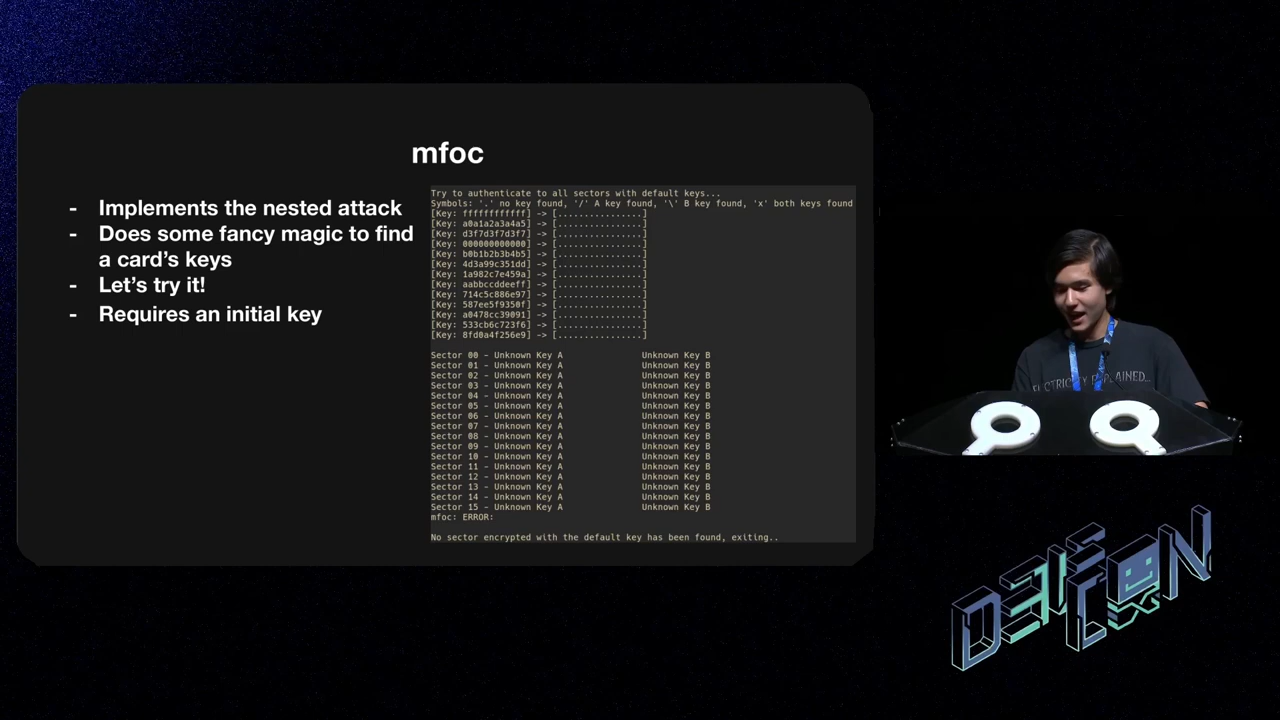 mfoc
- Implements the nested attack
- Does some fancy magic to find
a card's keys
- Let's try it!
- Requires an initial key
Try to authenticate to all sectors with default keys...
Symbols: '.' no key found, '/' A key found, '\' B key found, 'x' both keys found
[Key: ffffffffffff] -> [................]
[Key: a0a1a2a3a4a5] -> [................]
[Key: d3f7d3f7d3f7] -> [................]
[Key: 000000000000] -> [................]
[Key: b0b1b2b3b4b5] -> [................]
[Key: 4d3a99c351dd] -> [................]
[Key: 1a982c7e459a] -> [................]
[Key: aabbccddeeff] -> [................]
[Key: 714c5c886e97] -> [................]
[Key: 587ee5f9350f] -> [................]
[Key: a0478cc39091] -> [................]
[Key: 533cb6c723f6] -> [................]
[Key: 8fd0a4f256e9] -> [................]
Sector 00 - Unknown Key A Unknown Key B
Sector 01 - Unknown Key A Unknown Key B
Sector 02 - Unknown Key A Unknown Key B
Sector 03 - Unknown Key A Unknown Key B
Sector 04 - Unknown Key A Unknown Key B
Sector 05 - Unknown Key A Unknown Key B
Sector 06 - Unknown Key A Unknown Key B
Sector 07 - Unknown Key A Unknown Key B
Sector 08 - Unknown Key A Unknown Key B
Sector 09 - Unknown Key A Unknown Key B
Sector 10 - Unknown Key A Unknown Key B
Sector 11 - Unknown Key A Unknown Key B
Sector 12 - Unknown Key A Unknown Key B
Sector 13 - Unknown Key A Unknown Key B
Sector 14 - Unknown Key A Unknown Key B
Sector 15 - Unknown Key A Unknown Key B
mfoc: ERROR:
No sector encrypted with the default key has been found, exiting..
EXPLAINED...
DEF CON